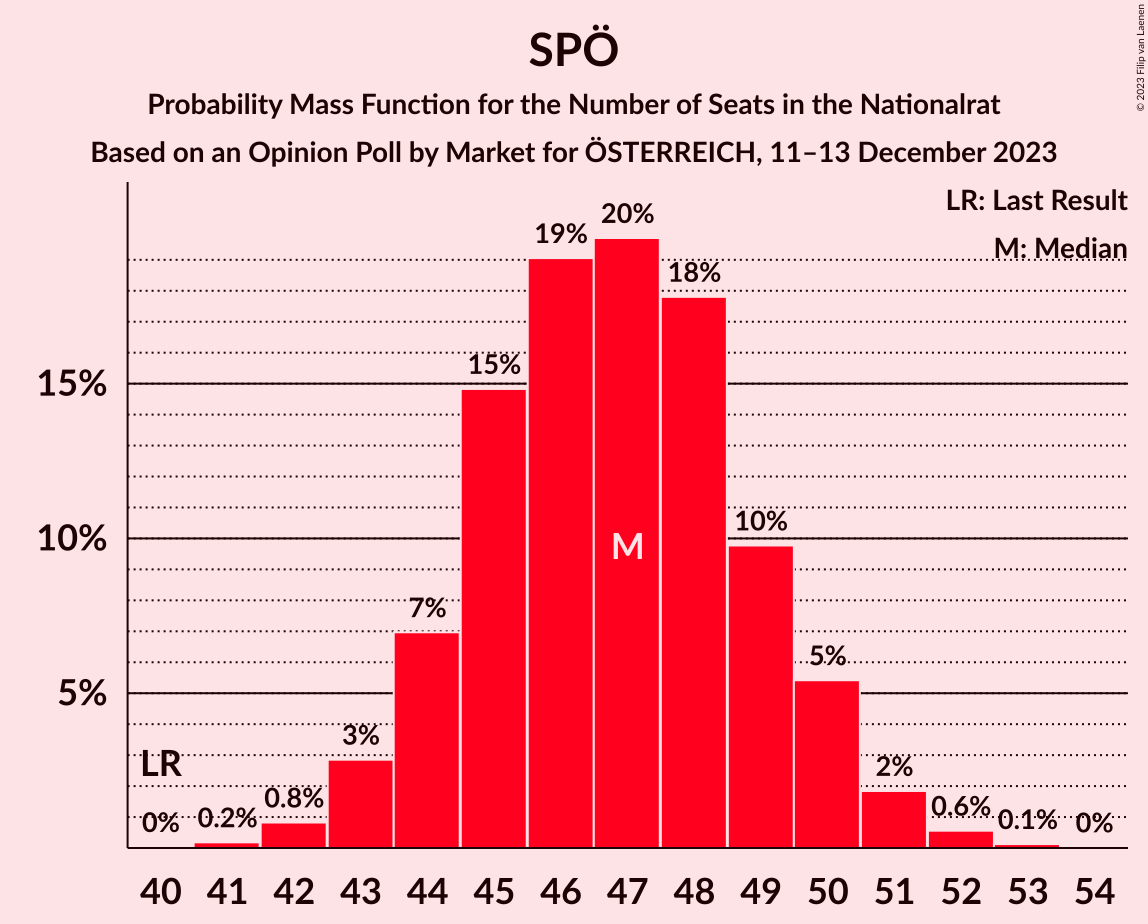 SPÖ
Probability Mass Function for the Number of Seats in the Nationalrat
Based on an Opinion Poll by Market for ÖSTERREICH, 11–13 December 2023
© 2023 Filip van Laenen
LR: Last Result
M: Median
15%
10%
5%
LR
0%
0.2%
0.8%
3%
7%
15%
19%
20%
18%
10%
5%
2%
0.6%
0.1%
0%
M
40 41 42 43 44 45 46 47 48 49 50 51 52 53 54